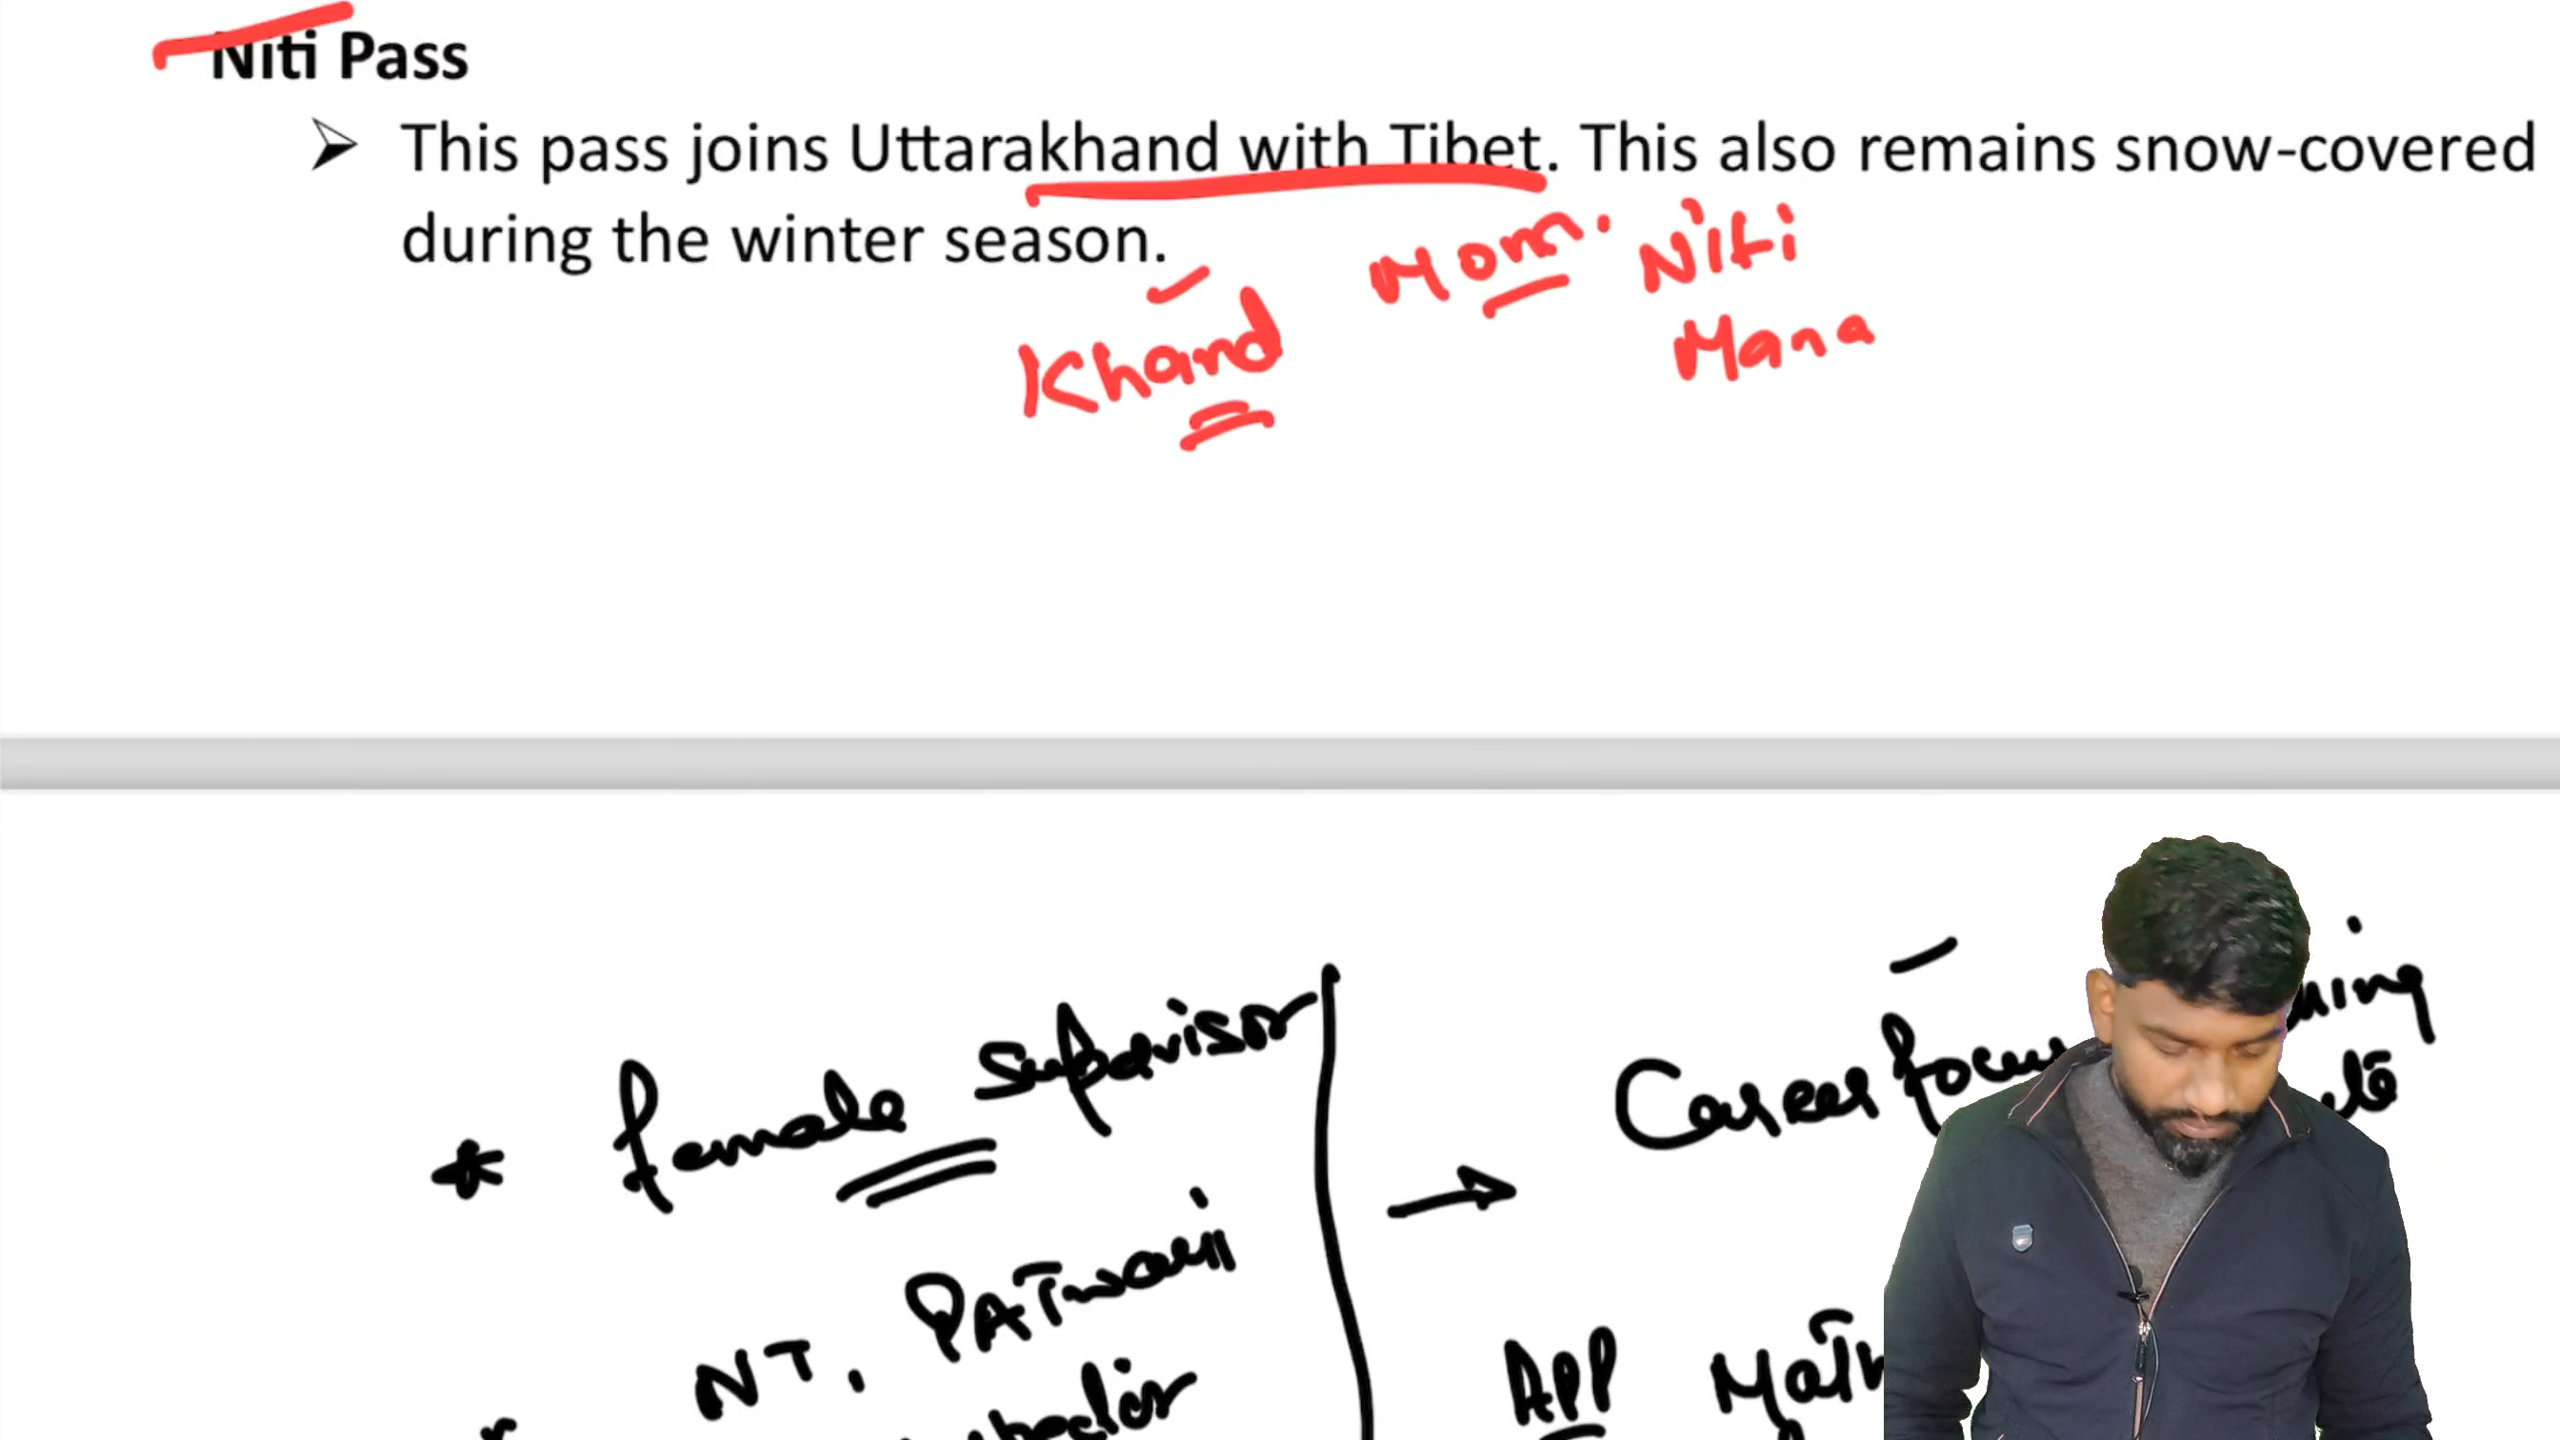 Niti Pass
➢ This pass joins Uttarakhand with Tibet. This also remains snow-covered
during the winter season.
Khand Mom. Niti
Mana
* female supervisor
NT, PATwari
→ Career focus
APP